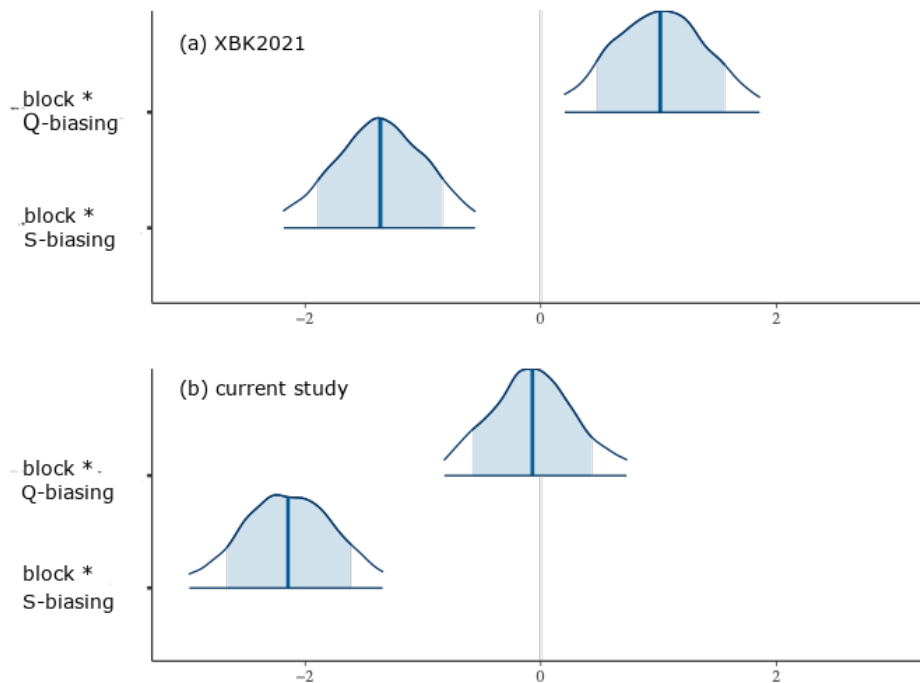 (a) XBK2021
block *
Q-biasing
block *
S-biasing
−2 0 2
(b) current study
block *
Q-biasing
block *
S-biasing
−2 0 2